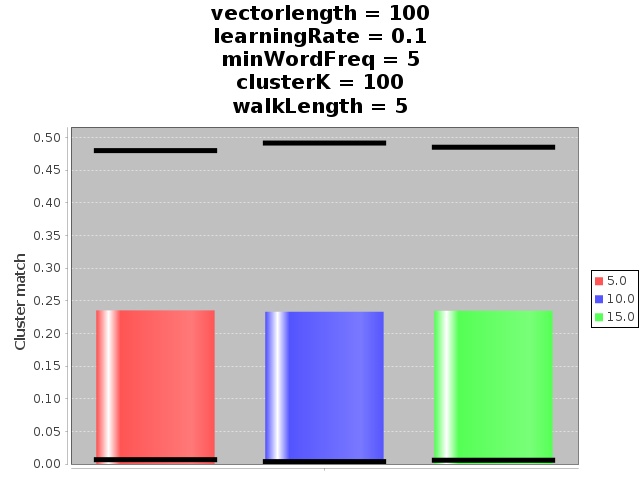 vectorlength = 100
learningRate = 0.1
minWordFreq = 5
clusterK = 100
walkLength = 5
0.50
0.45
0.40
0.35
0.30
0.25
0.20
0.15
0.10
0.05
0.00
Cluster match
5.0
10.0
15.0